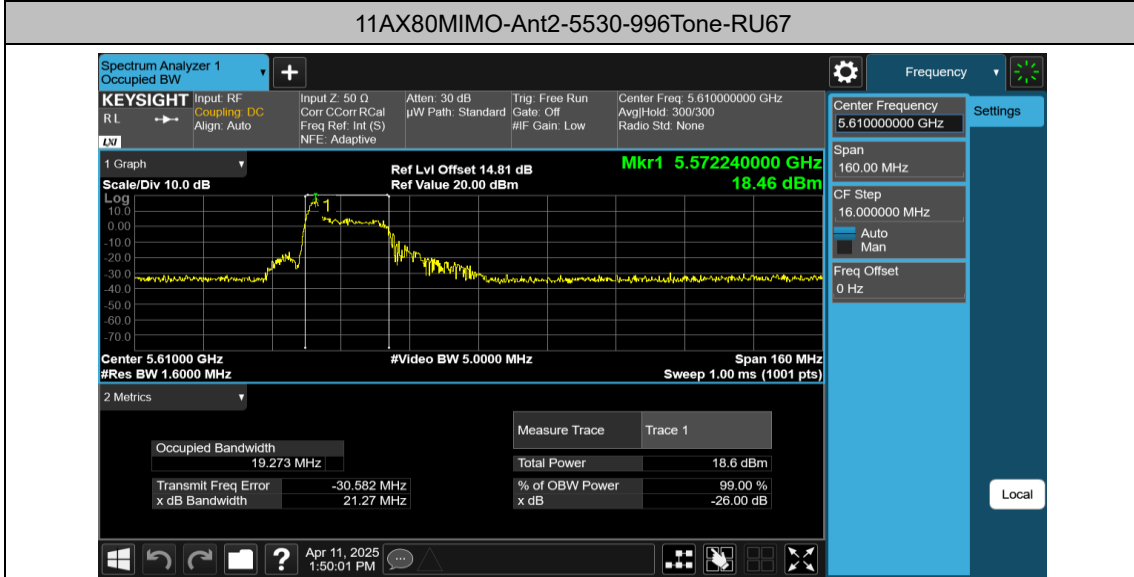 11AX80MIMO-Ant2-5530-996Tone-RU67
Spectrum Analyzer 1
Occupied BW
Frequency
KEYSIGHT
R L
LXI
Input: RF
Coupling: DC
Align: Auto
Input Z: 50 Ω
Corr CCorr RCal
Freq Ref: Int (S)
NFE: Adaptive
Atten: 30 dB
µW Path: Standard
Trig: Free Run
Gate: Off
#IF Gain: Low
Center Freq: 5.610000000 GHz
Avg|Hold: 300/300
Radio Std: None
Center Frequency
5.610000000 GHz
Settings
Span
160.00 MHz
CF Step
16.000000 MHz
Auto
Man
Freq Offset
0 Hz
1 Graph
Scale/Div 10.0 dB
Ref Lvl Offset 14.81 dB
Ref Value 20.00 dBm
Mkr1 5.572240000 GHz
18.46 dBm
Log
10.0
0.00
-10.0
-20.0
-30.0
-40.0
-50.0
-60.0
-70.0
1
Center 5.61000 GHz
#Res BW 1.6000 MHz
#Video BW 5.0000 MHz
Span 160 MHz
Sweep 1.00 ms (1001 pts)
2 Metrics
Occupied Bandwidth
19.273 MHz
Transmit Freq Error -30.582 MHz
x dB Bandwidth 21.27 MHz
Measure Trace Trace 1
Total Power 18.6 dBm
% of OBW Power 99.00 %
x dB -26.00 dB
Local
Apr 11, 2025
1:50:01 PM